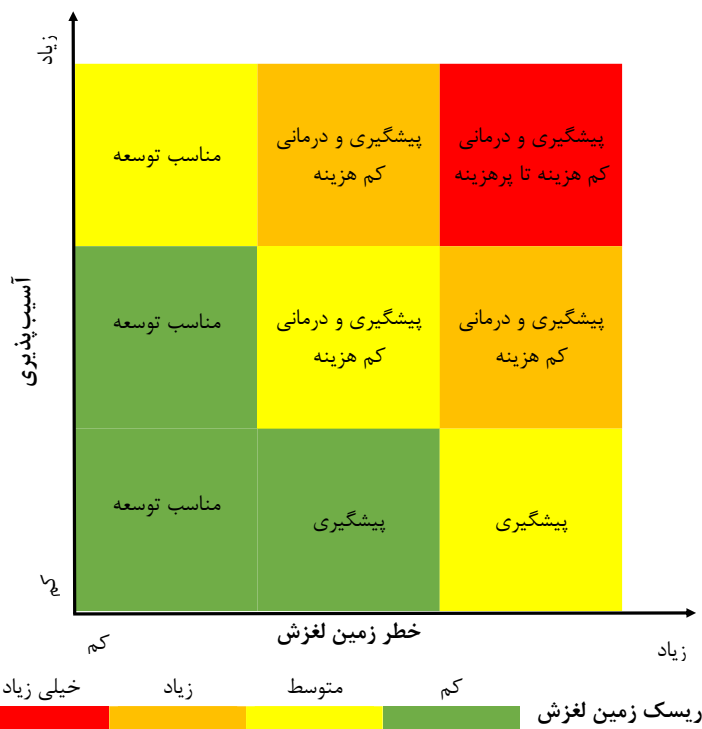 زیاد
مناسب توسعه
پیشگیری و درمانی
کم هزینه
پیشگیری و درمانی
کم هزینه تا پرهزینه
آسیب‌پذیری
مناسب توسعه
پیشگیری و درمانی
کم هزینه
پیشگیری و درمانی
کم هزینه
مناسب توسعه
پیشگیری
پیشگیری
کم
کم
خطر زمین لغزش
زیاد
ریسک زمین لغزش
کم
متوسط
زیاد
خیلی زیاد